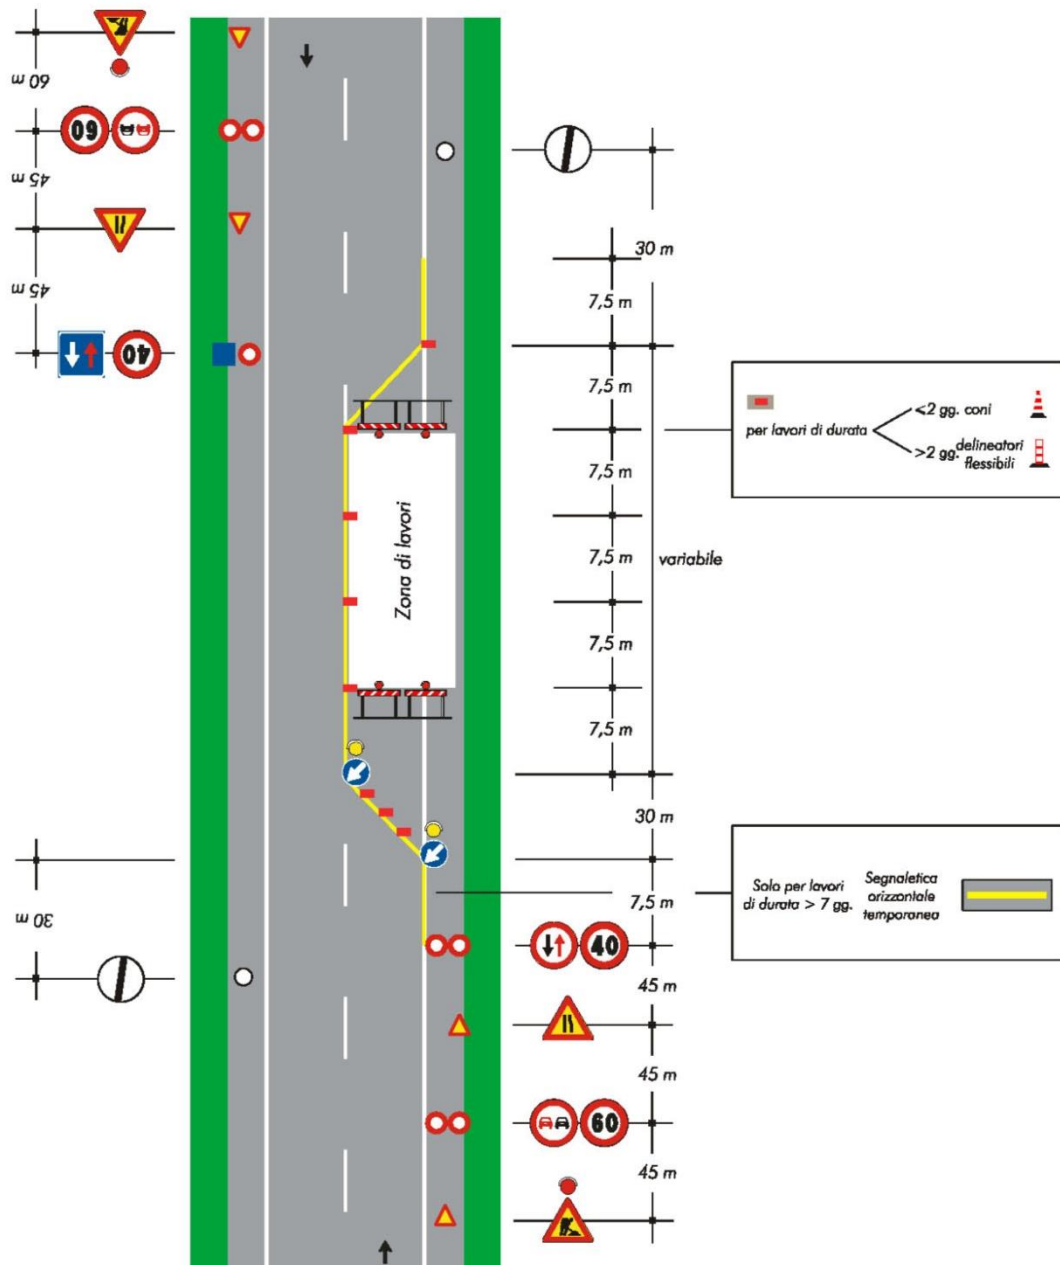 60 m
60
45 m
45 m
40
30 m
7,5 m
7,5 m
7,5 m
7,5 m
7,5 m
7,5 m
variabile
30 m
7,5 m
per lavori di durata
<2 gg. coni
>2 gg. delineatori
flessibili
Zona di lavori
Solo per lavori
di durata > 7 gg.
Segnaletica
orizzontale
temporanea
30 m
40
45 m
45 m
60
45 m